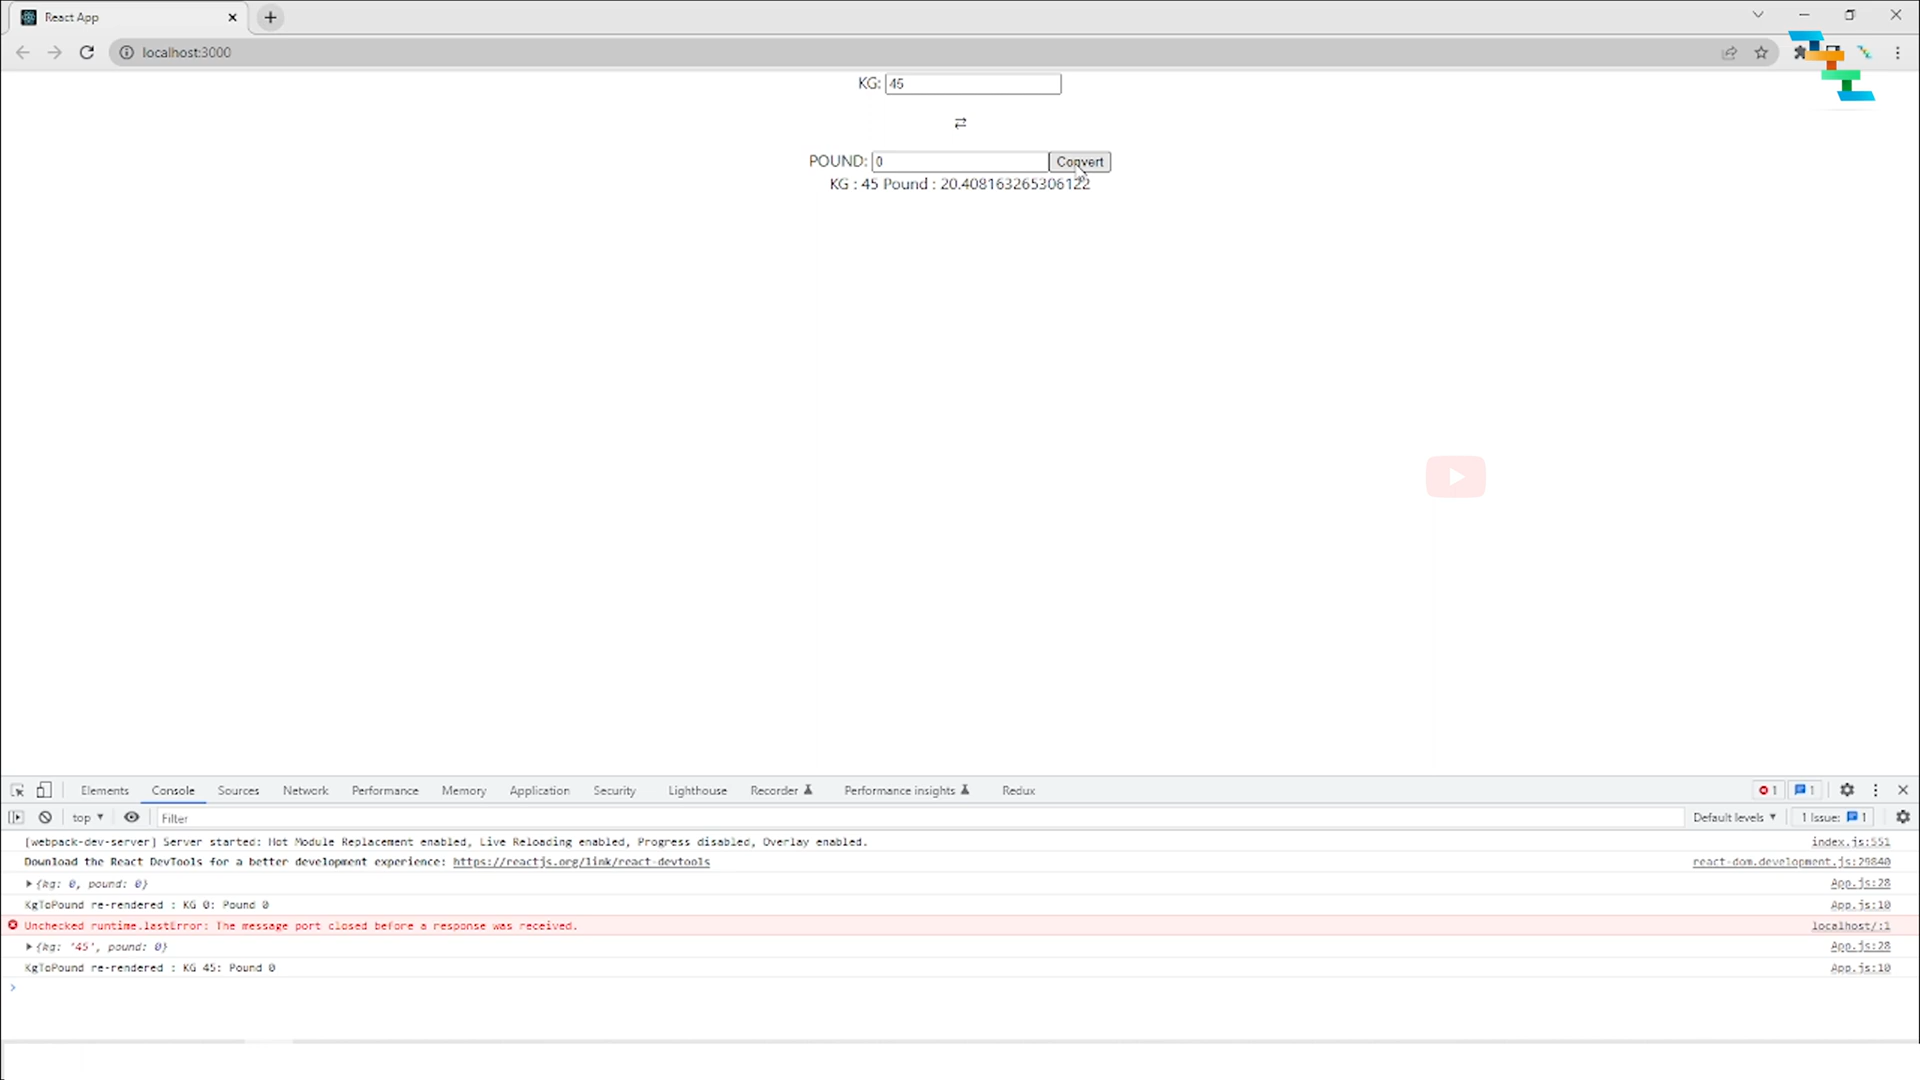 React App
localhost:3000
KG: 45
⇄
POUND: 0 Convert
KG : 45 Pound : 20.408163265306122
Elements Console Sources Network Performance Memory Application Security Lighthouse Recorder Performance insights Redux 1 1
top ▼ Filter Default levels ▼ 1 Issue: 1
[webpack-dev-server] Server started: Hot Module Replacement enabled, Live Reloading enabled, Progress disabled, Overlay enabled. index.js:551
Download the React DevTools for a better development experience: https://reactjs.org/link/react-devtools react-dom.development.js:29840
▶{kg: 0, pound: 0} App.js:28
KgToPound re-rendered : KG 0: Pound 0 App.js:10
Unchecked runtime.lastError: The message port closed before a response was received. localhost/:1
▶{kg: '45', pound: 0} App.js:28
KgToPound re-rendered : KG 45: Pound 0 App.js:10